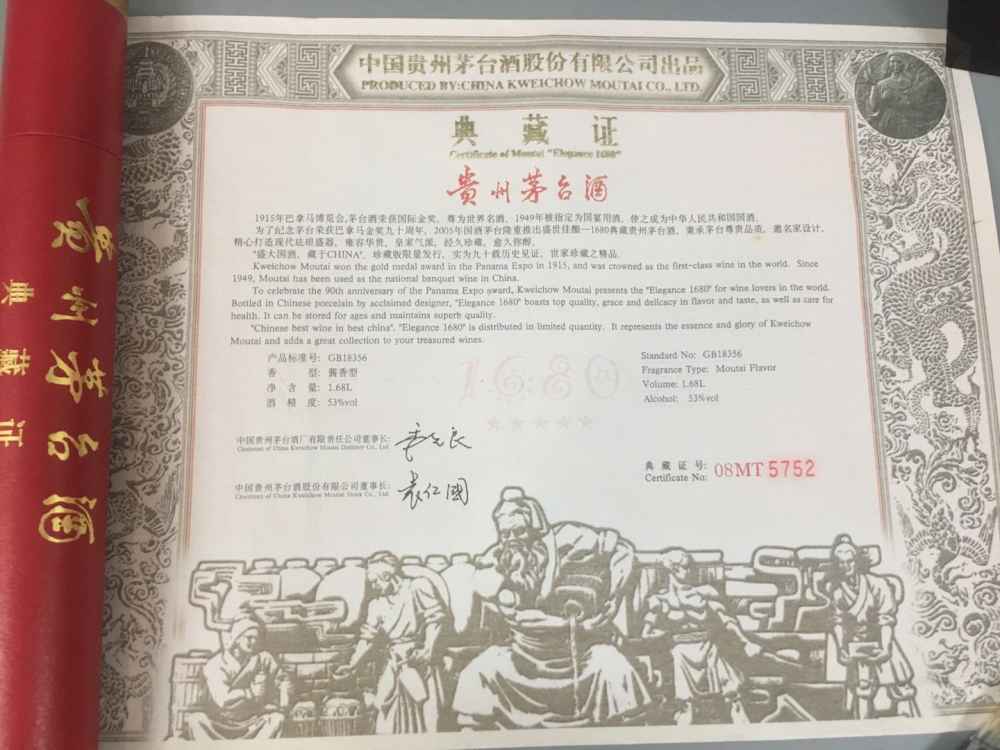 中国贵州茅台酒股份有限公司出品
PRODUCED BY:CHINA KWEICHOW MOUTAI CO., LTD.
典藏证
Certificate of Moutai "Elegance 1680"
贵州茅台酒
1915年巴拿马博览会,茅台酒荣获国际金奖，尊为世界名酒。1949年被指定为国宴用酒，使之成为中华人民共和国国酒。
为了纪念茅台荣获巴拿马金奖九十周年，2005年国酒茅台隆重推出盛世佳酿—1680典藏贵州茅台酒。秉承茅台尊贵品质，邀名家设计，
精心打造现代珐琅盛器，雍容华贵，皇家气派，经久珍藏，愈久弥醇。
"盛大国酒，藏于CHINA"，珍藏版限量发行，实为九十载历史见证，世家珍藏之精品。
Kweichow Moutai won the gold medal award in the Panama Expo in 1915, and was crowned as the first-class wine in the world. Since
1949, Moutai has been used as the national banquet wine in China.
To celebrate the 90th anniversary of the Panama Expo award, Kweichow Moutai presents the "Elegance 1680" for wine lovers in the world.
Bottled in Chinese porcelain by acclaimed designer, "Elegance 1680" boasts top quality, grace and delicacy in flavor and taste, as well as care for
health. It can be stored for ages and maintains superb quality.
"Chinese best wine in best china". "Elegance 1680" is distributed in limited quantity. It represents the essence and glory of Kweichow
Moutai and adds a great collection to your treasured wines.
产品标准号: GB18356
香 型: 酱香型
净 含 量: 1.68L
酒 精 度: 53%vol
Standard No: GB18356
Fragrance Type: Moutai Flavor
Volume: 1.68L
Alcohol: 53%vol
1680
中国贵州茅台酒厂有限责任公司董事长: 季克良
Chairman of China Kweichow Moutai Distillery Co., Ltd
中国贵州茅台酒股份有限公司董事长: 袁仁国
Chairman of China Kweichow Moutai Stock Co., Ltd
典 藏 证 号: 08MT 5752
Certificate No:
贵州茅台酒
典藏证